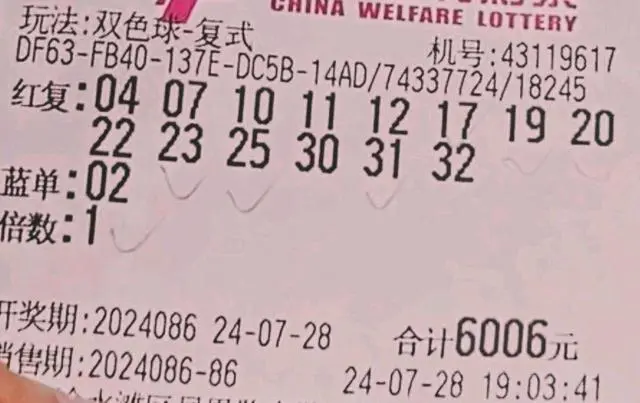 CHINA WELFARE LOTTERY
玩法:双色球-复式
机号:43119617
DF63-FB40-137E-DC5B-14AD/74337724/18245
红复:04 07 10 11 12 17 19 20
22 23 25 30 31 32
蓝单:02
倍数:1
开奖期:2024086 24-07-28 合计6006元
销售期:2024086-86 24-07-28 19:03:41